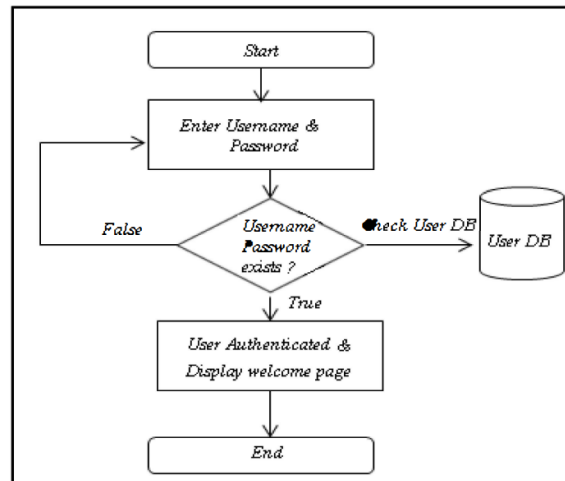 Start
Enter Username &
Password
False
Username
Password
exists ?
Check User DB
User DB
True
User Authenticated &
Display welcome page
End